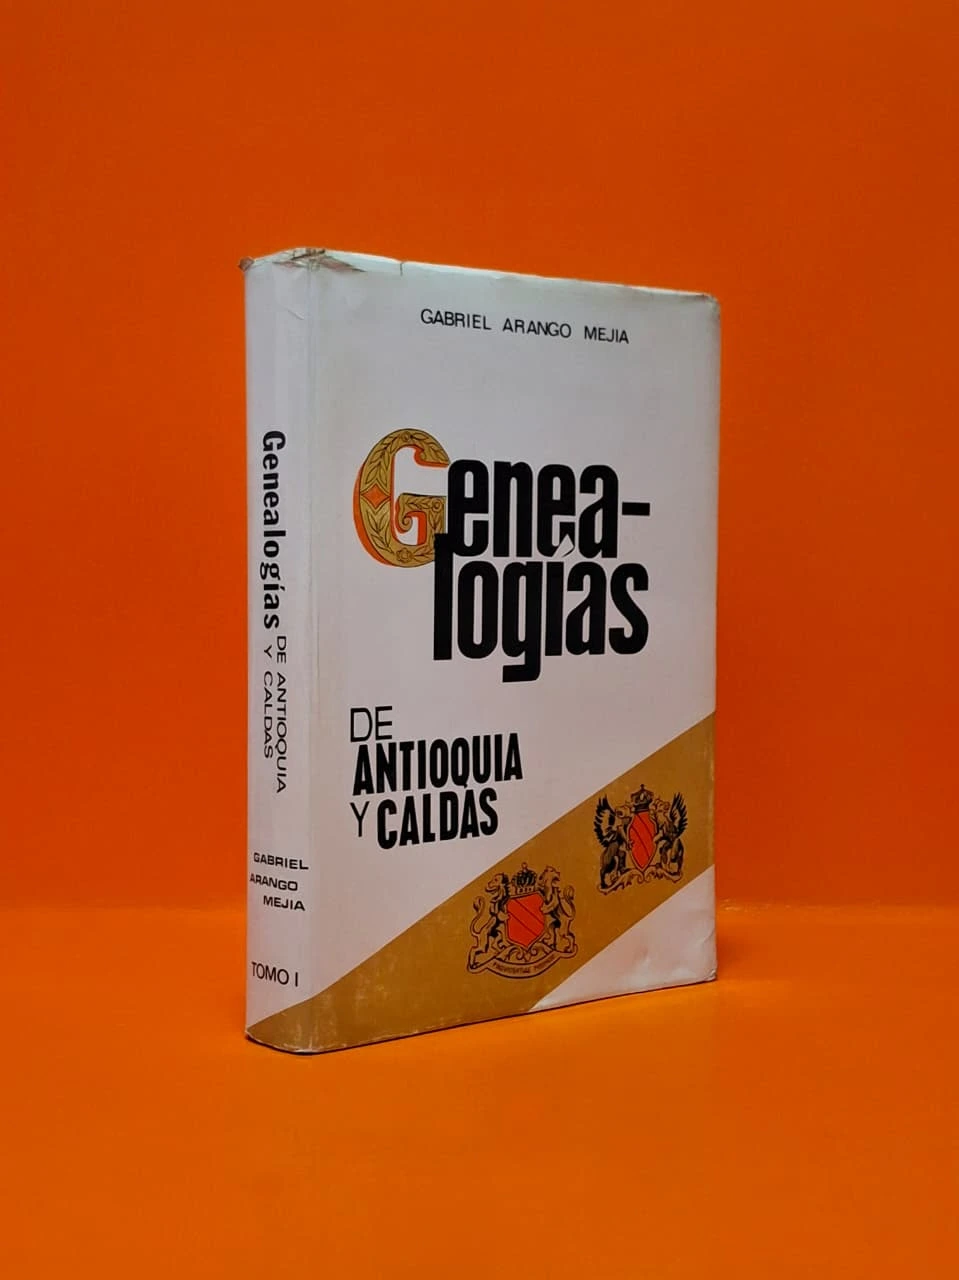 GABRIEL ARANGO MEJIA
Genea-
logías
DE
ANTIOQUIA
Y CALDAS
Genealogías DE ANTIOQUIA
Y CALDAS
GABRIEL
ARANGO
MEJIA
TOMO I